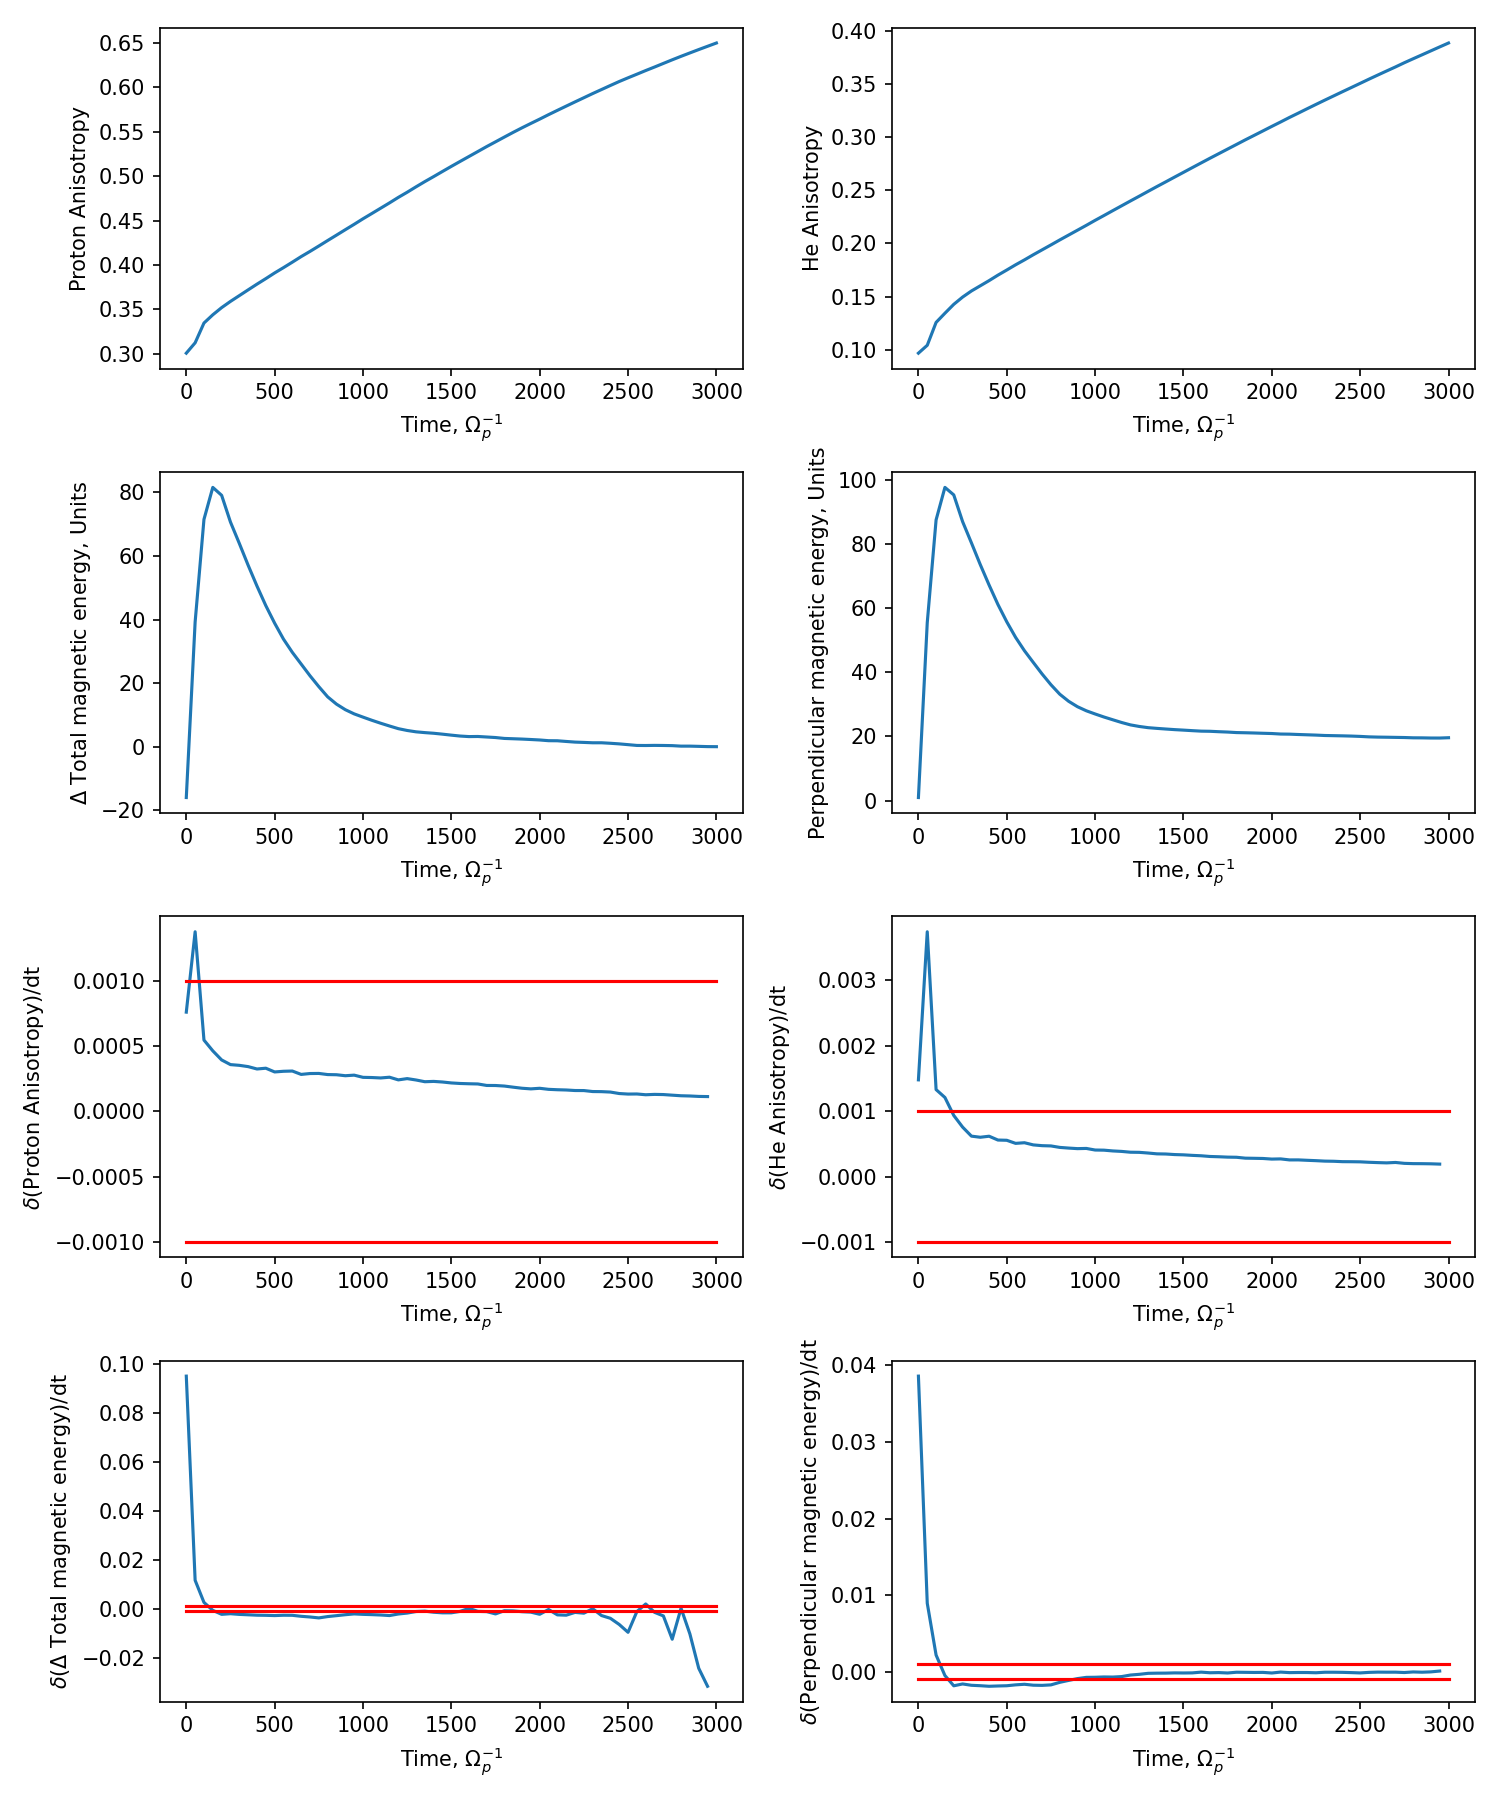 Proton Anisotropy
0.65
0.60
0.55
0.50
0.45
0.40
0.35
0.30
0 500 1000 1500 2000 2500 3000
Time, Ω_p^{−1}
He Anisotropy
0.40
0.35
0.30
0.25
0.20
0.15
0.10
0 500 1000 1500 2000 2500 3000
Time, Ω_p^{−1}
Δ Total magnetic energy, Units
80
60
40
20
0
−20
0 500 1000 1500 2000 2500 3000
Time, Ω_p^{−1}
Perpendicular magnetic energy, Units
100
80
60
40
20
0
0 500 1000 1500 2000 2500 3000
Time, Ω_p^{−1}
δ(Proton Anisotropy)/dt
0.0010
0.0005
0.0000
−0.0005
−0.0010
0 500 1000 1500 2000 2500 3000
Time, Ω_p^{−1}
δ(He Anisotropy)/dt
0.003
0.002
0.001
0.000
−0.001
0 500 1000 1500 2000 2500 3000
Time, Ω_p^{−1}
δ(Δ Total magnetic energy)/dt
0.10
0.08
0.06
0.04
0.02
0.00
−0.02
0 500 1000 1500 2000 2500 3000
Time, Ω_p^{−1}
δ(Perpendicular magnetic energy)/dt
0.04
0.03
0.02
0.01
0.00
0 500 1000 1500 2000 2500 3000
Time, Ω_p^{−1}